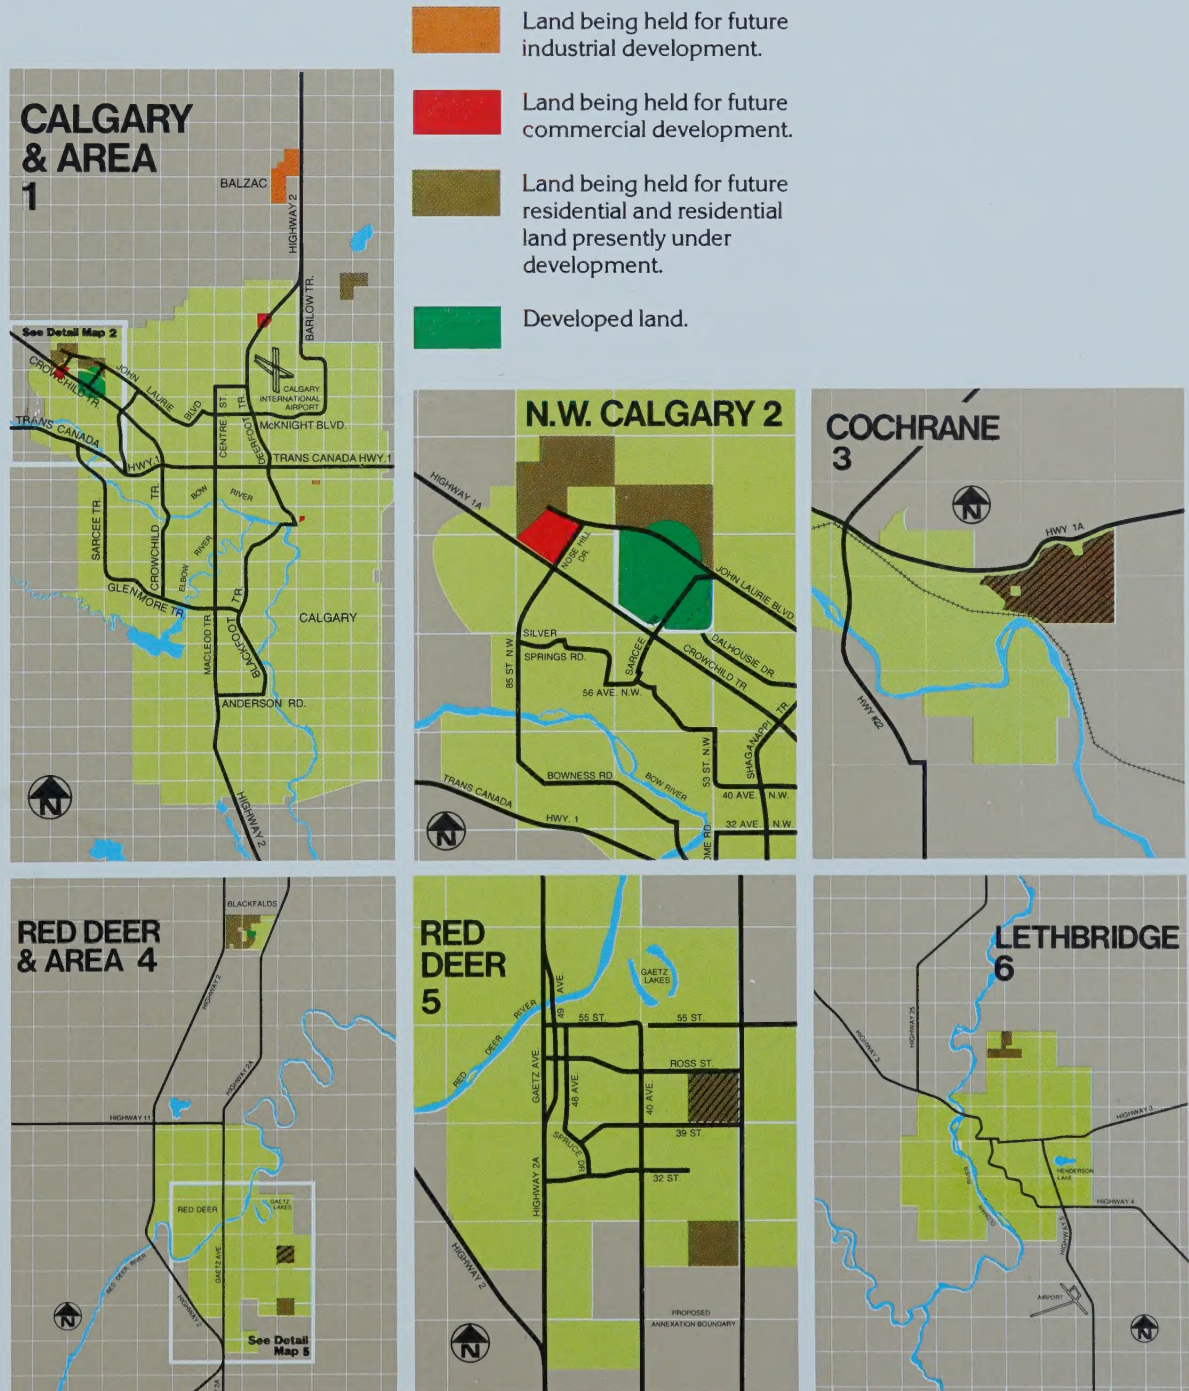 Land being held for future
industrial development.
Land being held for future
commercial development.
Land being held for future
residential and residential
land presently under
development.
Developed land.
CALGARY
& AREA
1
BALZAC
HIGHWAY 2
BARLOW TR.
See Detail Map 2
CROWCHILD TR.
JOHN LAURIE BLVD
CALGARY
INTERNATIONAL
AIRPORT
TRANS CANADA
CENTRE ST.
DEERFOOT TR.
McKNIGHT BLVD.
HWY 1
TRANS CANADA HWY.1
SARCEE TR.
CROWCHILD TR.
BOW RIVER
ELBOW RIVER
GLENMORE TR.
MACLEOD TR.
BLACKFOOT TR.
CALGARY
ANDERSON RD.
HIGHWAY 2
N
N.W. CALGARY 2
HIGHWAY 1A
NOSE HILL
DR.
JOHN LAURIE BLVD
SILVER
SPRINGS RD.
85 ST. N.W.
SARCEE TR.
DALHOUSIE DR.
CROWCHILD TR.
56 AVE. N.W.
SHAGANAPPI TR.
53 ST. N.W.
BOWNESS RD
BOW RIVER
TRANS CANADA
HWY. 1
40 AVE. N.W.
32 AVE. N.W.
OME RD.
N
COCHRANE
3
N
HWY 1A
HWY #22
RED DEER
& AREA 4
BLACKFALDS
HIGHWAY 2
HIGHWAY 2A
HIGHWAY 11
RED DEER
GAETZ
LAKES
GAETZ AVE.
RED DEER RIVER
HIGHWAY 2
See Detail
Map 5
N
RED
DEER
5
GAETZ
LAKES
RED DEER RIVER
49 AVE.
55 ST.
55 ST.
GAETZ AVE.
ROSS ST.
48 AVE.
40 AVE.
39 ST.
SPRUCE DR.
32 ST.
HIGHWAY 2A
HIGHWAY 2
PROPOSED
ANNEXATION BOUNDARY
N
LETHBRIDGE
6
HIGHWAY 25
HIGHWAY 3
HIGHWAY 3
HENDERSON
LAKE
OLDMAN RIVER
HIGHWAY 4
HIGHWAY 5
AIRPORT
N